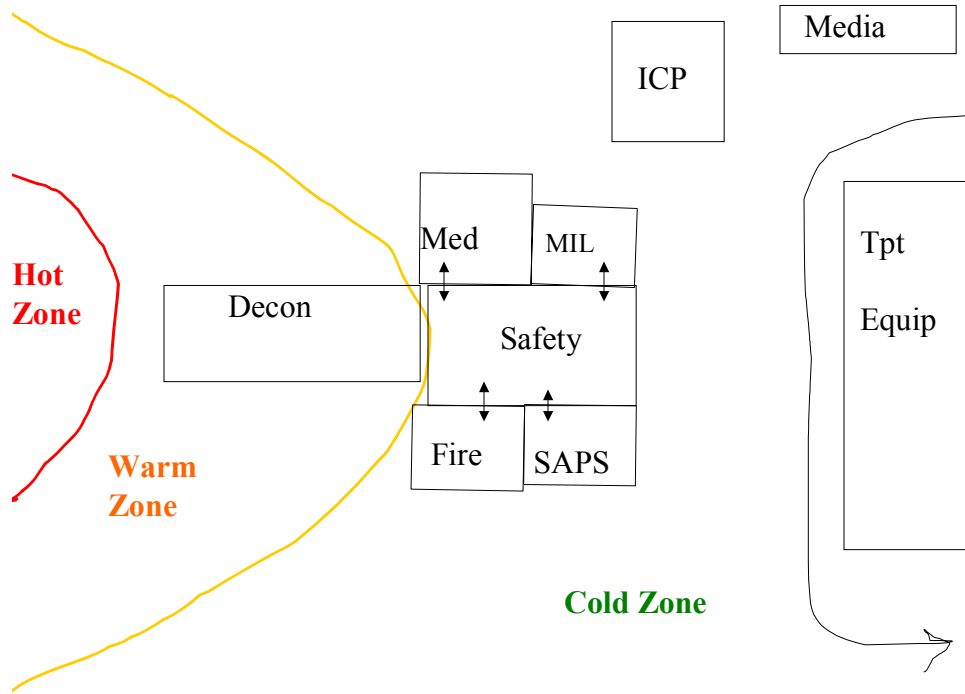 Media
ICP
Med
MIL
Tpt
Equip
Hot
Zone
Decon
Safety
Fire
SAPS
Warm
Zone
Cold Zone